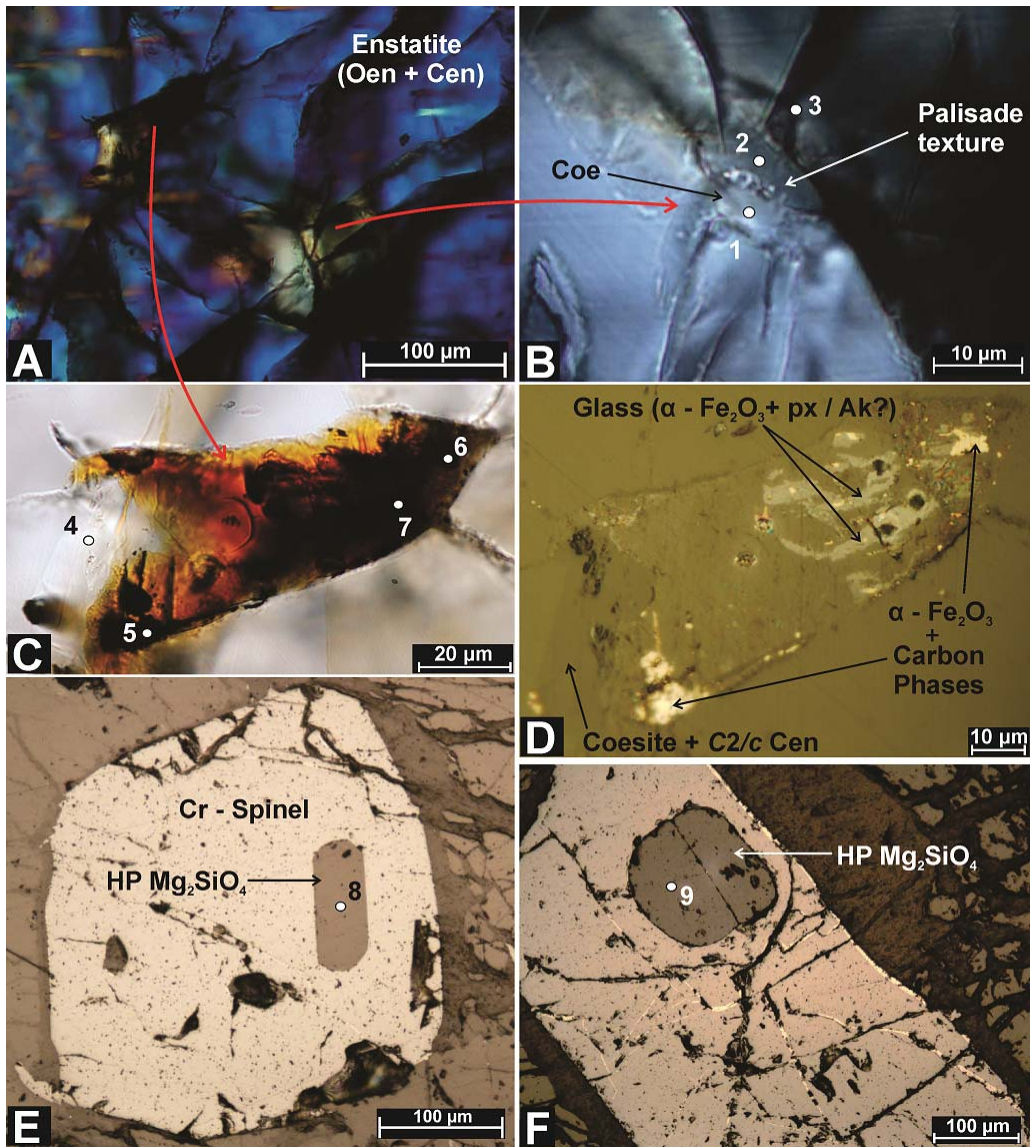 Enstatite
(Oen + Cen)
A
100 µm
3
2
Palisade
texture
Coe
1
B
10 µm
4
6
7
5
C
20 µm
Glass (α - Fe₂O₃+ px / Ak?)
α - Fe₂O₃
+
Carbon
Phases
Coesite + C2/c Cen
D
10 µm
Cr - Spinel
HP Mg₂SiO₄
8
E
100 µm
HP Mg₂SiO₄
9
F
100 µm